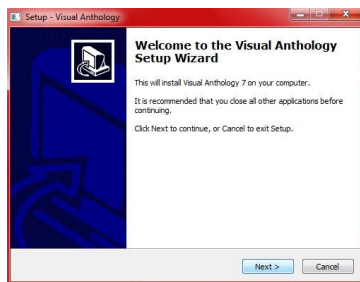 Setup - Visual Anthology
Welcome to the Visual Anthology
Setup Wizard
This will install Visual Anthology 7 on your computer.
It is recommended that you close all other applications before
continuing.
Click Next to continue, or Cancel to exit Setup.
Next >
Cancel